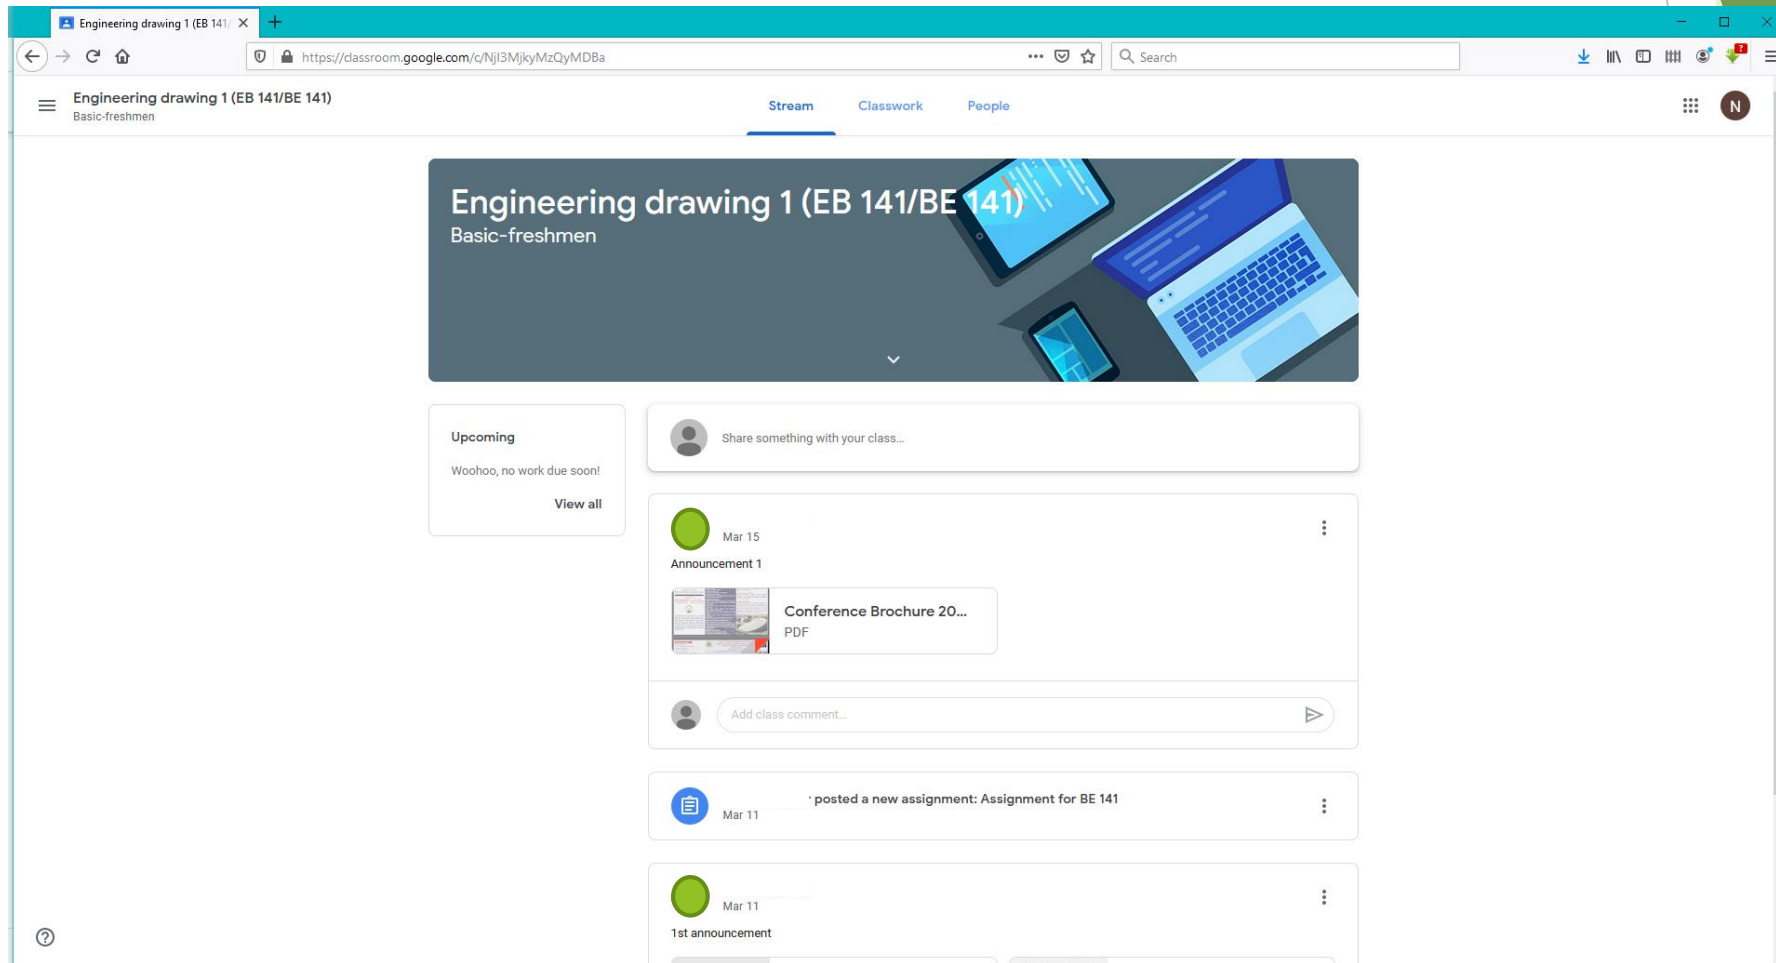 Engineering drawing 1 (EB 141/
https://classroom.google.com/c/NjI3MjkyMzQyMDBa
Search
Engineering drawing 1 (EB 141/BE 141)
Basic-freshmen
Stream
Classwork
People
N
Engineering drawing 1 (EB 141/BE 141)
Basic-freshmen
Upcoming
Woohoo, no work due soon!
View all
Share something with your class...
Mar 15
Announcement 1
Conference Brochure 20...
PDF
Add class comment...
posted a new assignment: Assignment for BE 141
Mar 11
Mar 11
1st announcement